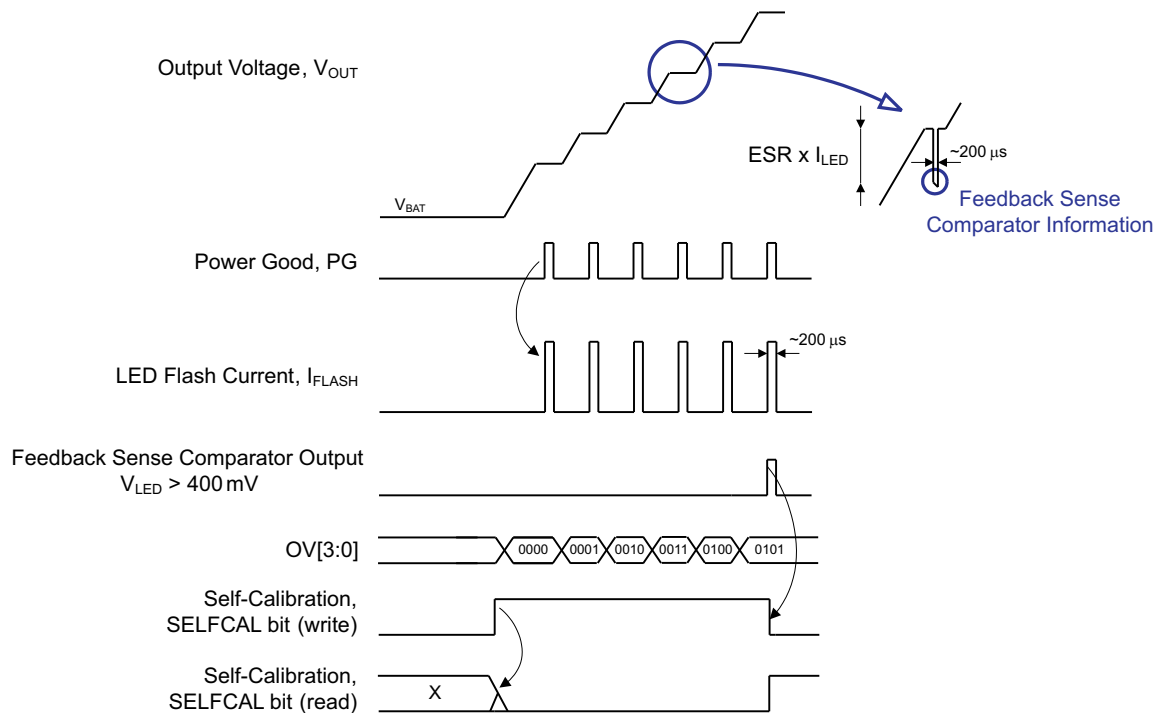 Output Voltage, VOUT
ESR x ILED
~200 µs
VBAT
Feedback Sense
Comparator Information
Power Good, PG
~200 µs
LED Flash Current, IFLASH
Feedback Sense Comparator Output
VLED > 400 mV
OV[3:0]
0000 0001 0010 0011 0100 0101
Self-Calibration,
SELFCAL bit (write)
Self-Calibration,
SELFCAL bit (read)
X